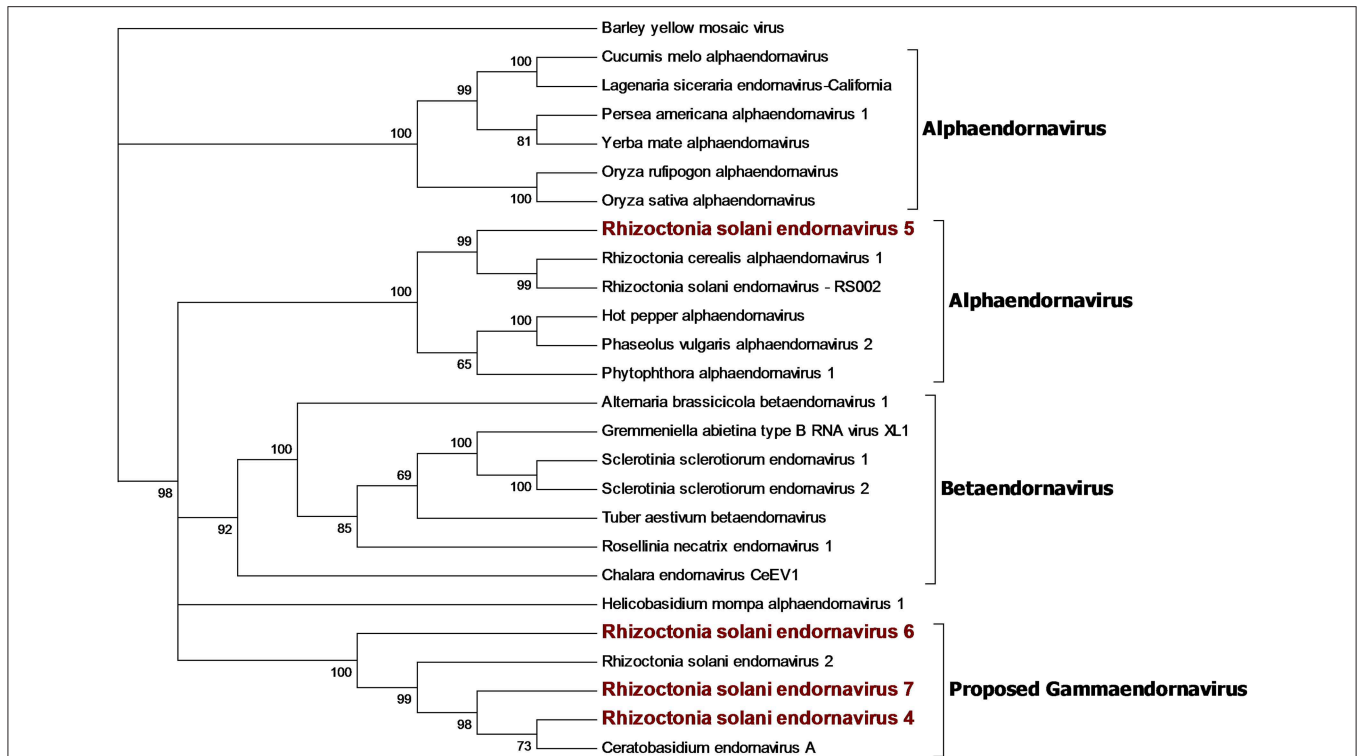 Barley yellow mosaic virus
Cucumis melo alphaendornavirus
100
Lagenaria siceraria endornavirus-California
99
Persea americana alphaendornavirus 1
Alphaendornavirus
100
81
Yerba mate alphaendornavirus
Oryza rufipogon alphaendornavirus
100
Oryza sativa alphaendornavirus
Rhizoctonia solani endornavirus 5
99
Rhizoctonia cerealis alphaendornavirus 1
99
Rhizoctonia solani endornavirus - RS002
100
Alphaendornavirus
Hot pepper alphaendornavirus
100
Phaseolus vulgaris alphaendornavirus 2
65
Phytophthora alphaendornavirus 1
Alternaria brassicicola betaendornavirus 1
100
Gremmeniella abietina type B RNA virus XL1
100
Sclerotinia sclerotiorum endornavirus 1
69
100
Sclerotinia sclerotiorum endornavirus 2
Betaendornavirus
98
Tuber aestivum betaendornavirus
92
85
Rosellinia necatrix endornavirus 1
Chalara endornavirus CeEV1
Helicobasidium mompa alphaendornavirus 1
Rhizoctonia solani endornavirus 6
100
Rhizoctonia solani endornavirus 2
99
Rhizoctonia solani endornavirus 7
Proposed Gammaendornavirus
98
Rhizoctonia solani endornavirus 4
73
Ceratobasidium endornavirus A